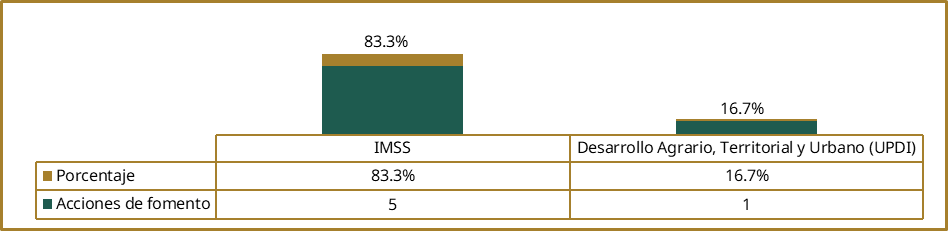 83.3%
16.7%
IMSS Desarrollo Agrario, Territorial y Urbano (UPDI)
Porcentaje 83.3% 16.7%
Acciones de fomento 5 1